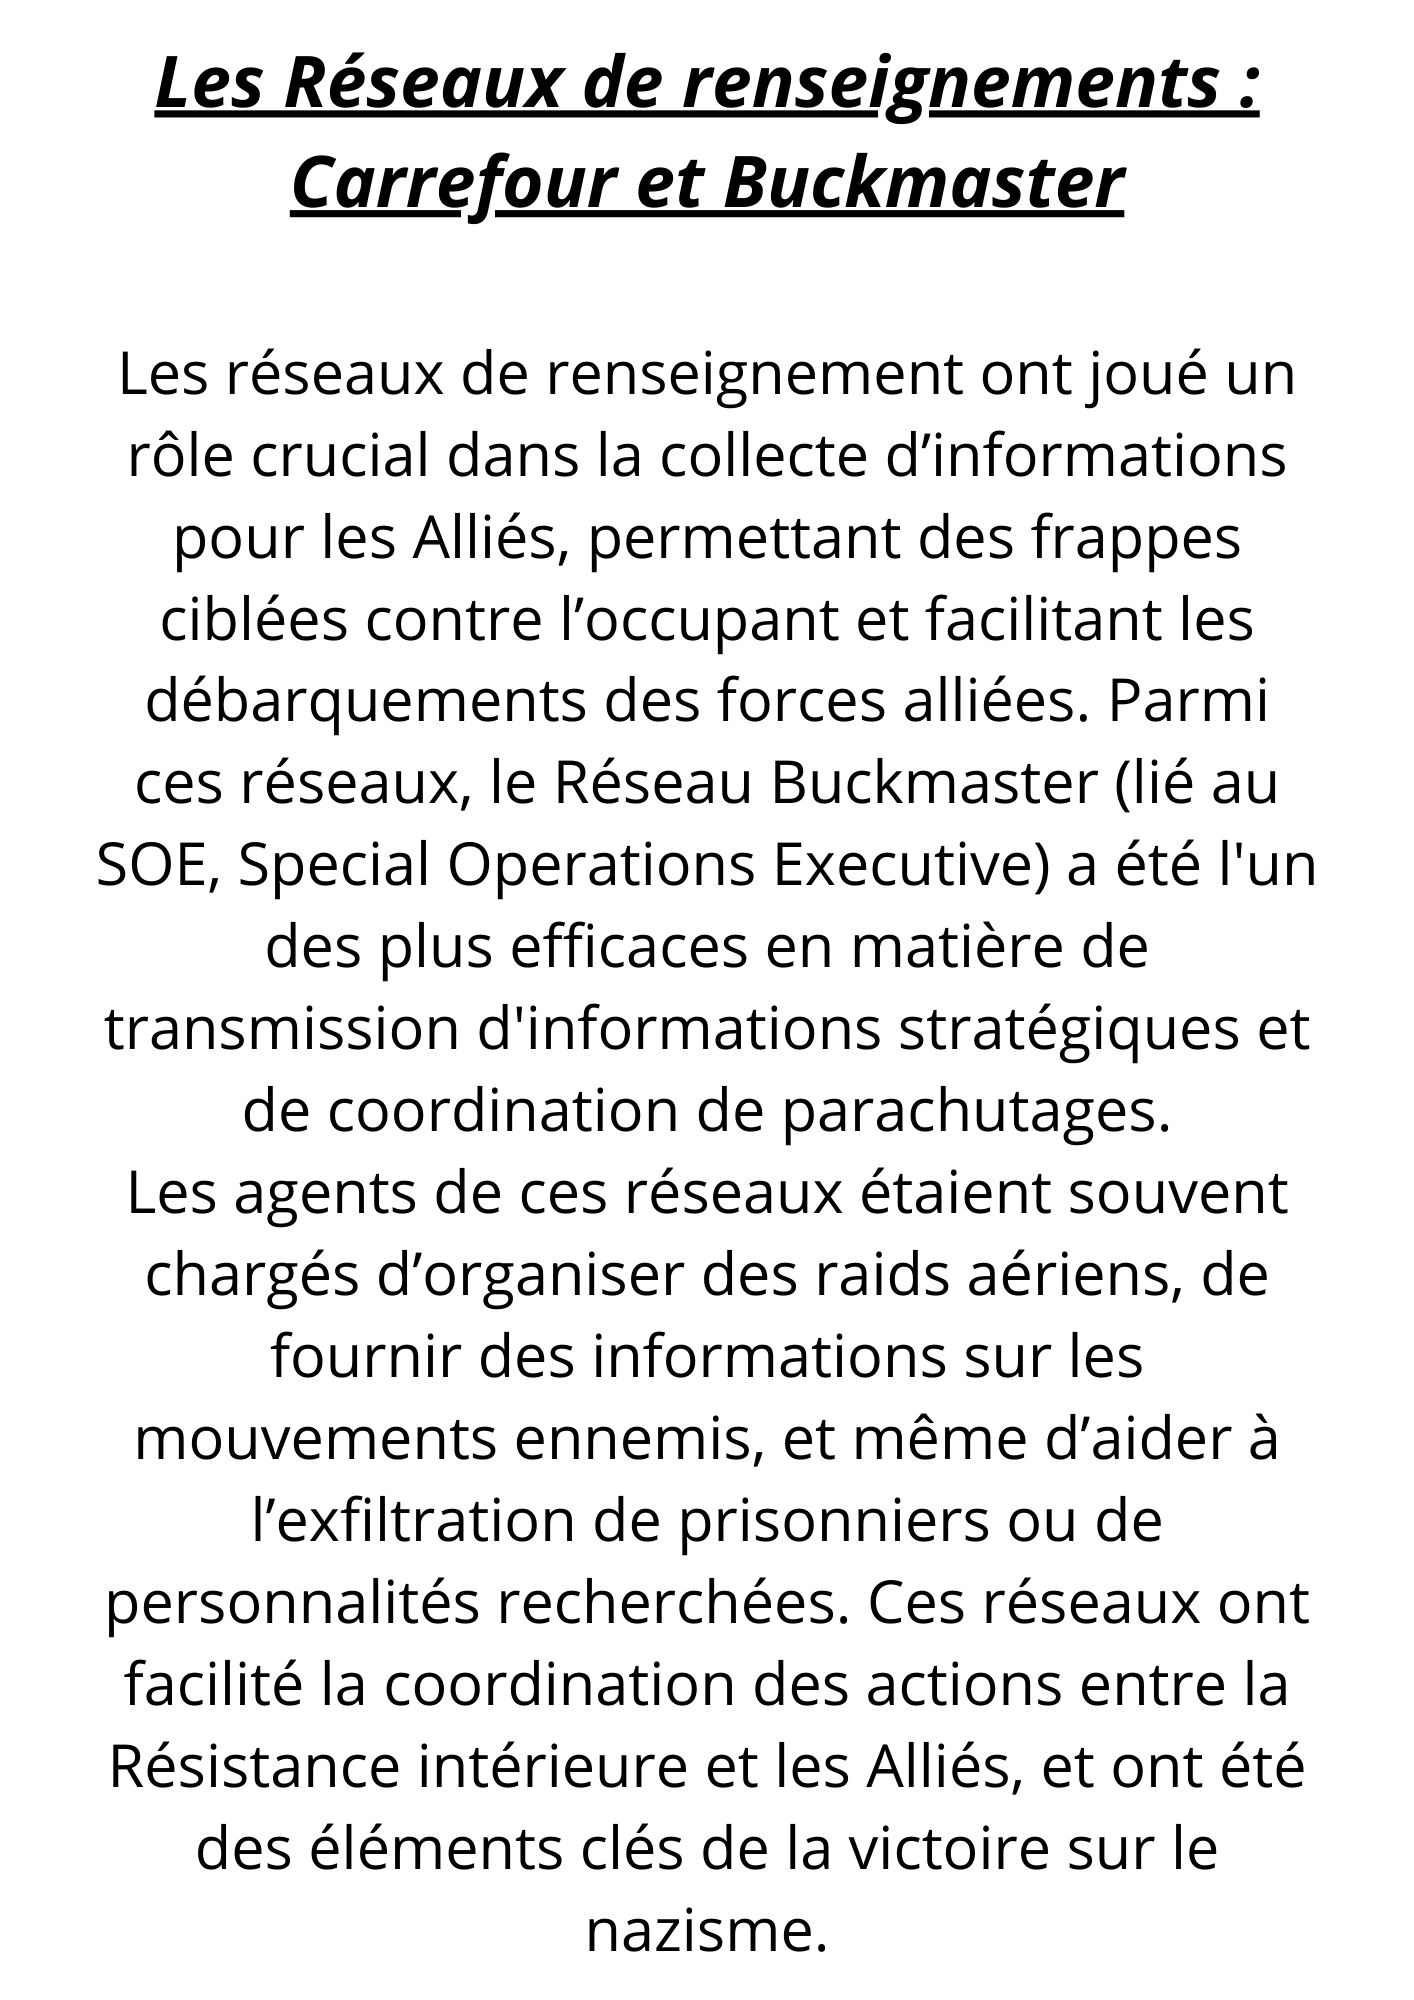 Les Réseaux de renseignements :
Carrefour et Buckmaster
Les réseaux de renseignement ont joué un
rôle crucial dans la collecte d’informations
pour les Alliés, permettant des frappes
ciblées contre l’occupant et facilitant les
débarquements des forces alliées. Parmi
ces réseaux, le Réseau Buckmaster (lié au
SOE, Special Operations Executive) a été l'un
des plus efficaces en matière de
transmission d'informations stratégiques et
de coordination de parachutages.
Les agents de ces réseaux étaient souvent
chargés d’organiser des raids aériens, de
fournir des informations sur les
mouvements ennemis, et même d’aider à
l’exfiltration de prisonniers ou de
personnalités recherchées. Ces réseaux ont
facilité la coordination des actions entre la
Résistance intérieure et les Alliés, et ont été
des éléments clés de la victoire sur le
nazisme.